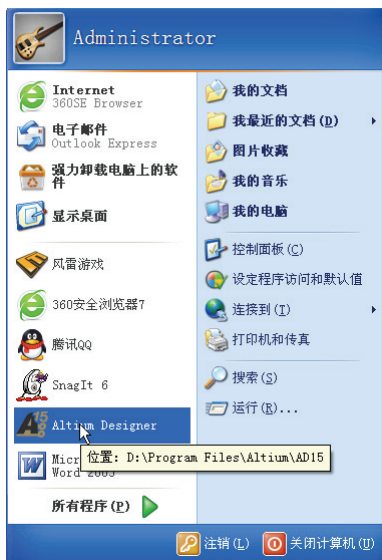 Administrator
Internet
360SE Browser
电子邮件
Outlook Express
强力卸载电脑上的软
件
显示桌面
风雷游戏
360安全浏览器7
腾讯QQ
SnagIt 6
Altium Designer
Micr
Word 2003
所有程序(P)
我的文档
我最近的文档(D)
图片收藏
我的音乐
我的电脑
控制面板(C)
设定程序访问和默认值
连接到(T)
打印机和传真
搜索(S)
运行(R)...
位置: D:\Program Files\Altium\AD15
注销(L)
关闭计算机(U)